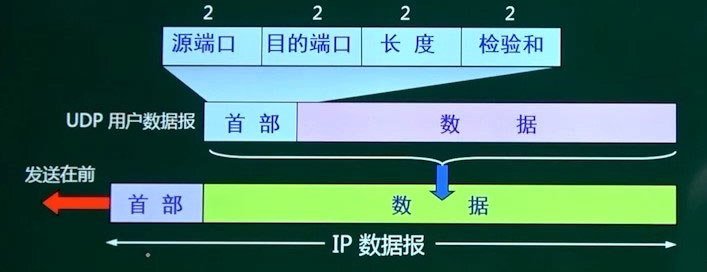 2 2 2 2
源端口 目的端口 长 度 检验和
UDP 用户数据报 首 部 数 据
发送在前
首 部 数 据
IP 数据报